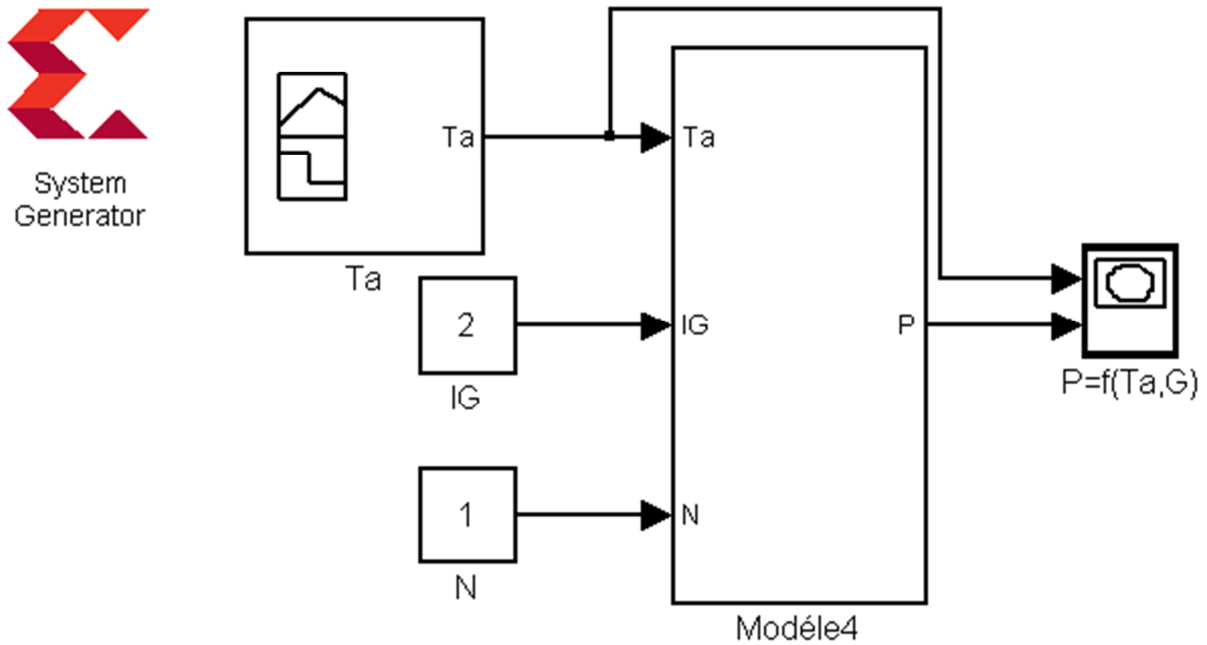 System
Generator
Ta
Ta
Ta
2
IG
IG
P
P=f(Ta,G)
1
N
N
Modéle4